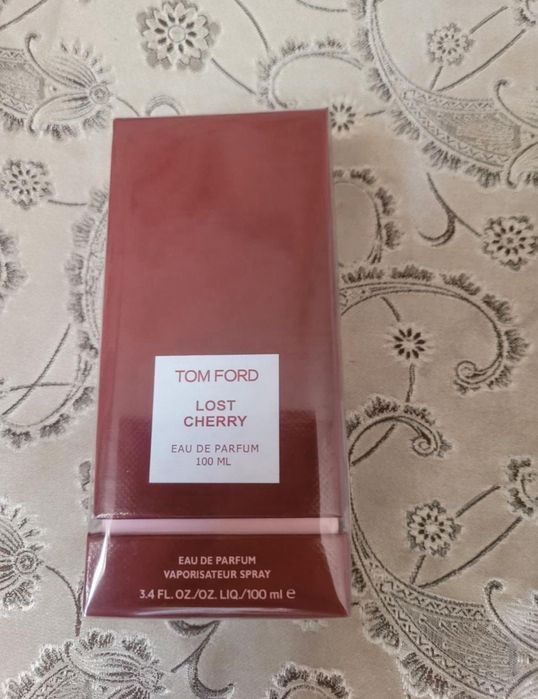 TOM FORD
LOST
CHERRY
EAU DE PARFUM
100 ML
EAU DE PARFUM
VAPORISATEUR SPRAY
3.4 FL. OZ./OZ. LIQ./100 ml e